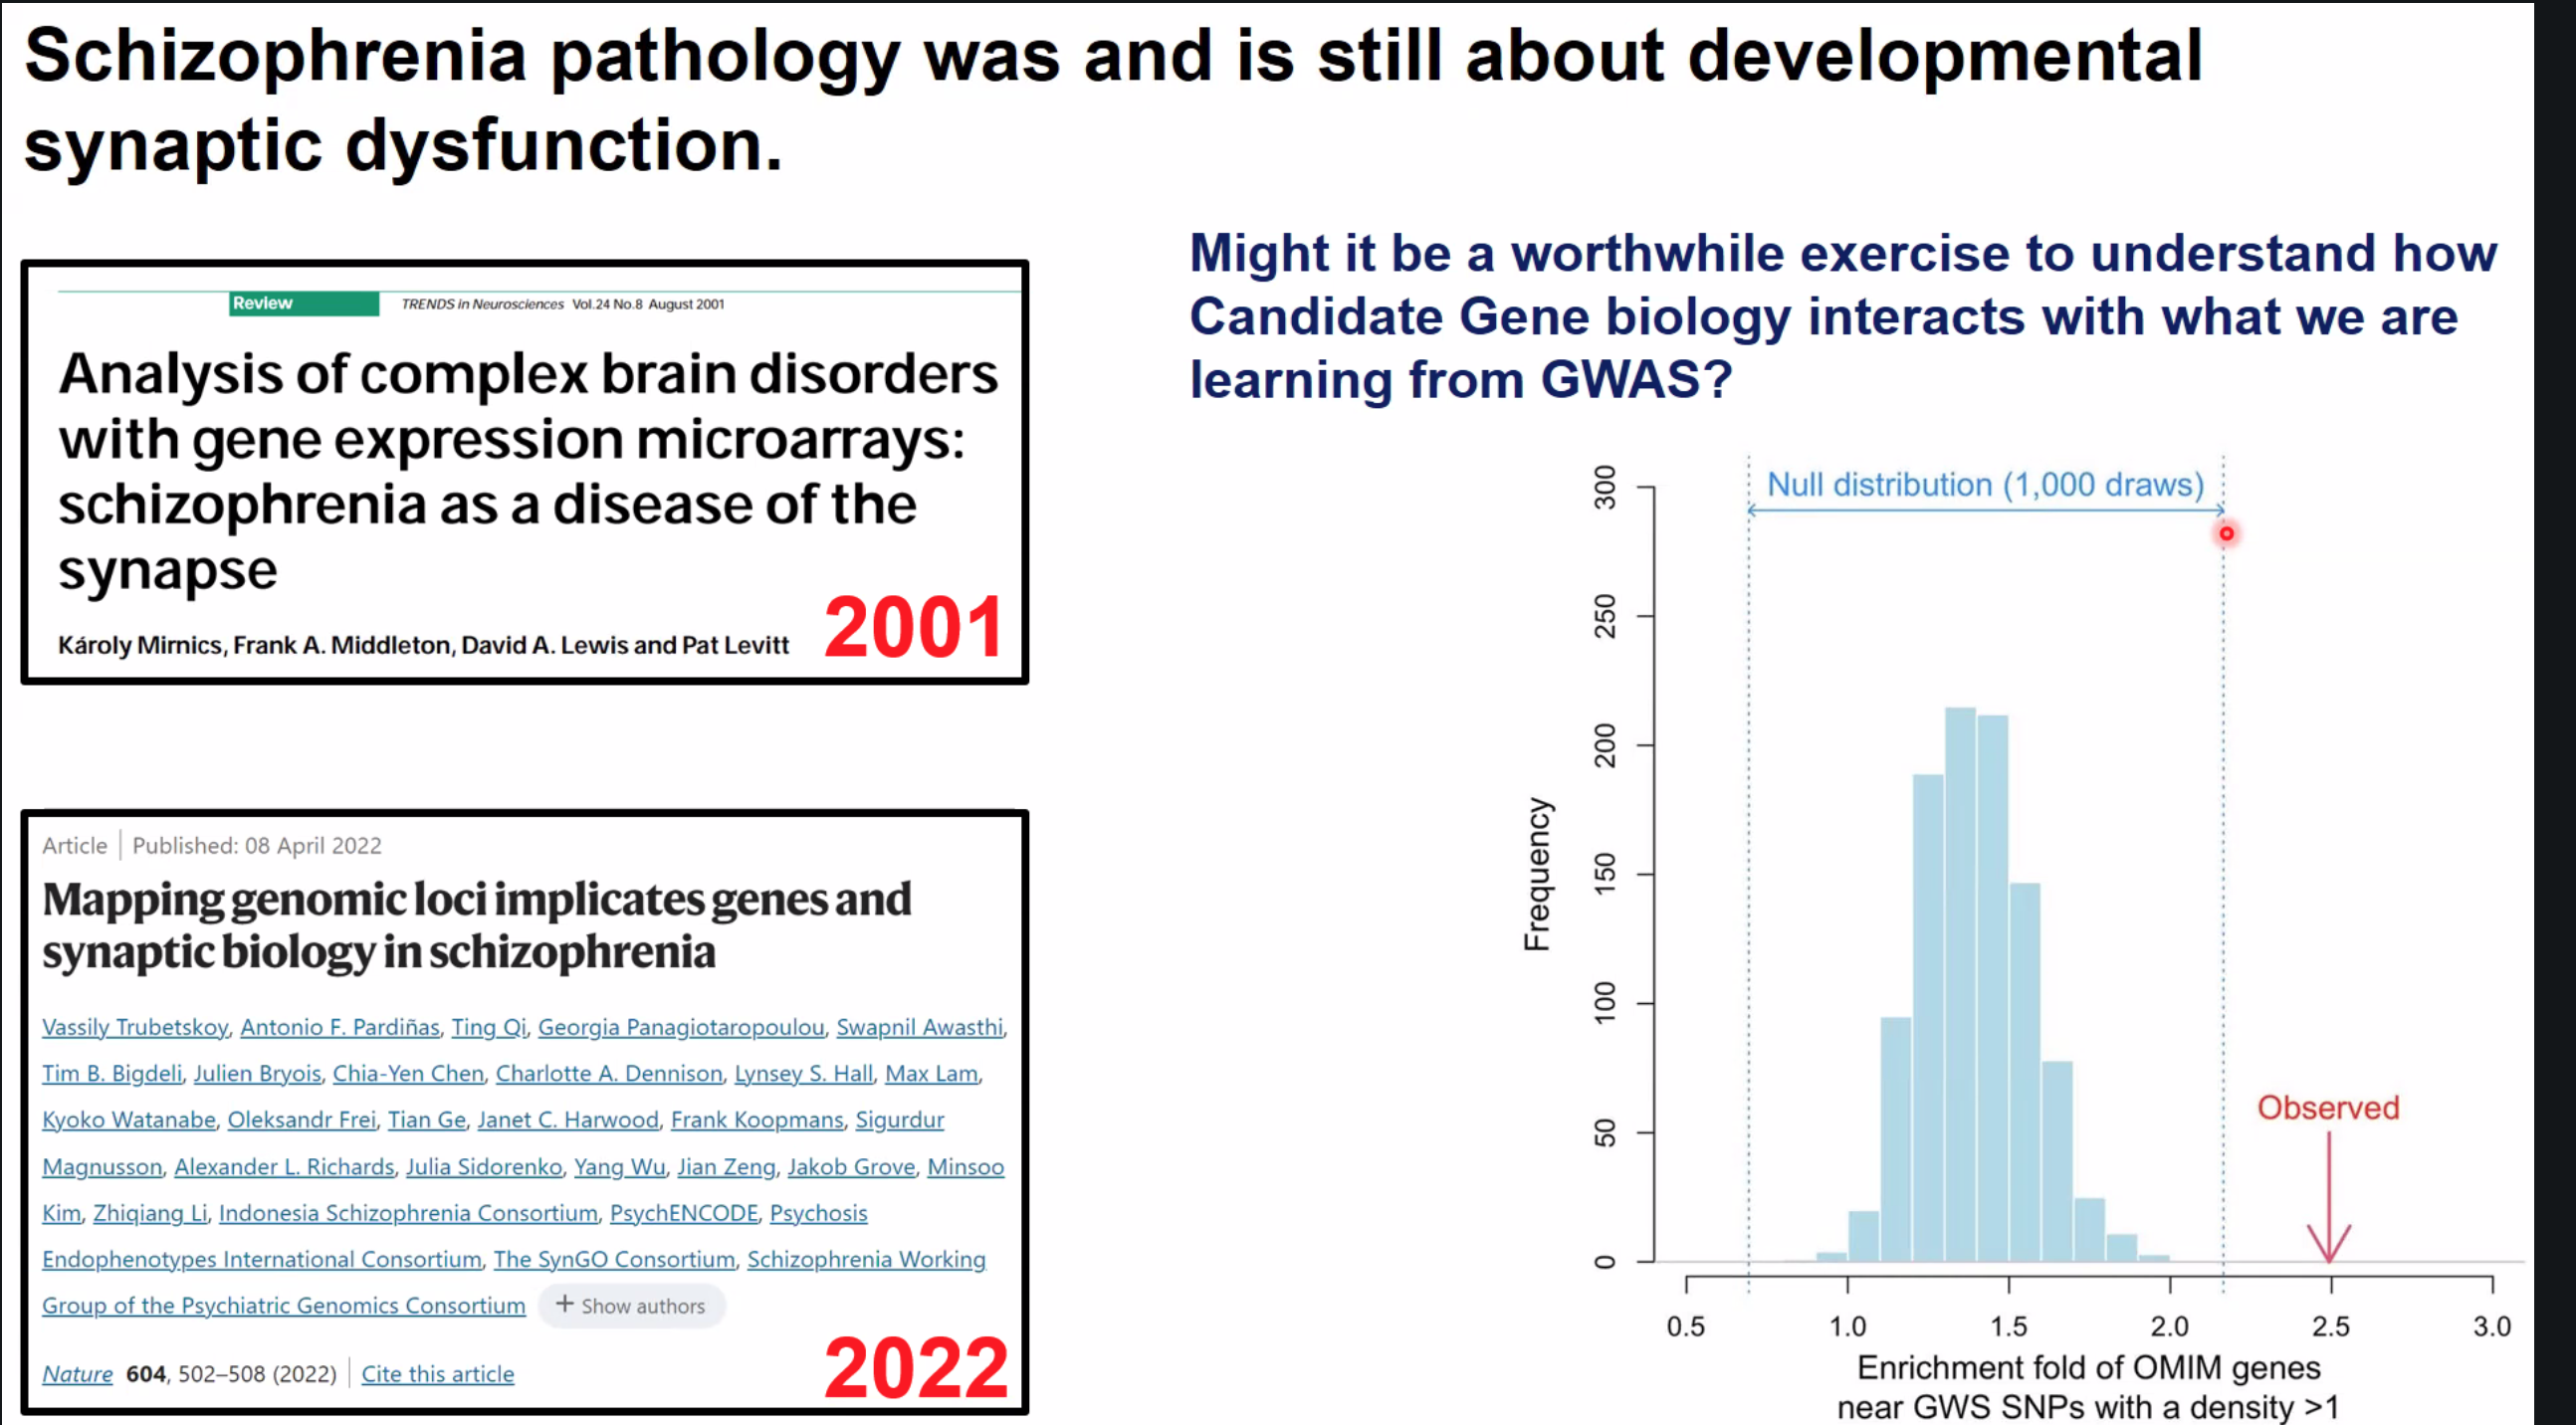 Schizophrenia pathology was and is still about developmental
synaptic dysfunction.
Review
TRENDS in Neurosciences Vol.24 No.8 August 2001
Analysis of complex brain disorders
with gene expression microarrays:
schizophrenia as a disease of the
synapse
Károly Mirnics, Frank A. Middleton, David A. Lewis and Pat Levitt
2001
Article | Published: 08 April 2022
Mapping genomic loci implicates genes and
synaptic biology in schizophrenia
Vassily Trubetskoy, Antonio F. Pardiñas, Ting Qi, Georgia Panagiotaropoulou, Swapnil Awasthi,
Tim B. Bigdeli, Julien Bryois, Chia-Yen Chen, Charlotte A. Dennison, Lynsey S. Hall, Max Lam,
Kyoko Watanabe, Oleksandr Frei, Tian Ge, Janet C. Harwood, Frank Koopmans, Sigurdur
Magnusson, Alexander L. Richards, Julia Sidorenko, Yang Wu, Jian Zeng, Jakob Grove, Minsoo
Kim, Zhiqiang Li, Indonesia Schizophrenia Consortium, PsychENCODE, Psychosis
Endophenotypes International Consortium, The SynGO Consortium, Schizophrenia Working
Group of the Psychiatric Genomics Consortium + Show authors
Nature 604, 502–508 (2022) | Cite this article
2022
Might it be a worthwhile exercise to understand how
Candidate Gene biology interacts with what we are
learning from GWAS?
Null distribution (1,000 draws)
Frequency
300
250
200
150
100
50
0
Observed
0.5 1.0 1.5 2.0 2.5 3.0
Enrichment fold of OMIM genes
near GWS SNPs with a density >1